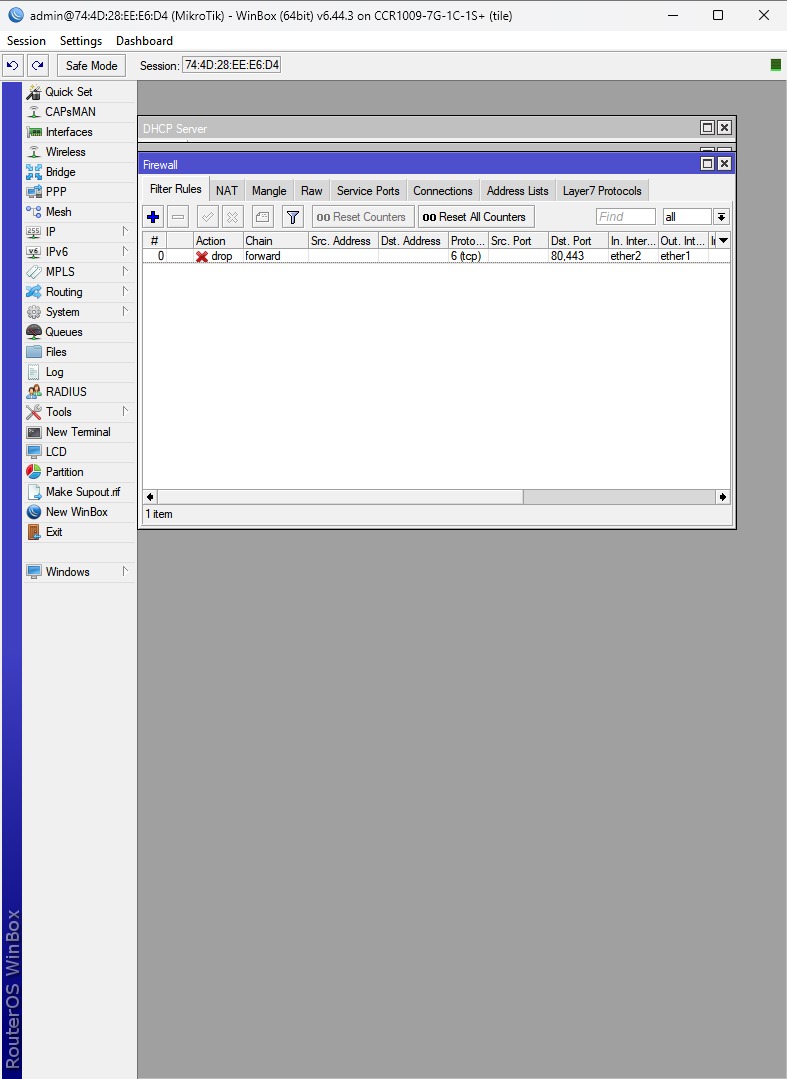 admin@74:4D:28:EE:E6:D4 (MikroTik) - WinBox (64bit) v6.44.3 on CCR1009-7G-1C-1S+ (tile)
Session Settings Dashboard
Safe Mode Session: 74:4D:28:EE:E6:D4
Quick Set
CAPsMAN
Interfaces
Wireless
Bridge
PPP
Mesh
IP
IPv6
MPLS
Routing
System
Queues
Files
Log
RADIUS
Tools
New Terminal
LCD
Partition
Make Supout.rif
New WinBox
Exit
Windows
RouterOS WinBox
DHCP Server
Firewall
Filter Rules NAT Mangle Raw Service Ports Connections Address Lists Layer7 Protocols
00 Reset Counters 00 Reset All Counters Find all
# Action Chain Src. Address Dst. Address Proto... Src. Port Dst. Port In. Inter... Out. Int...
0 drop forward 6 (tcp) 80,443 ether2 ether1
1 item